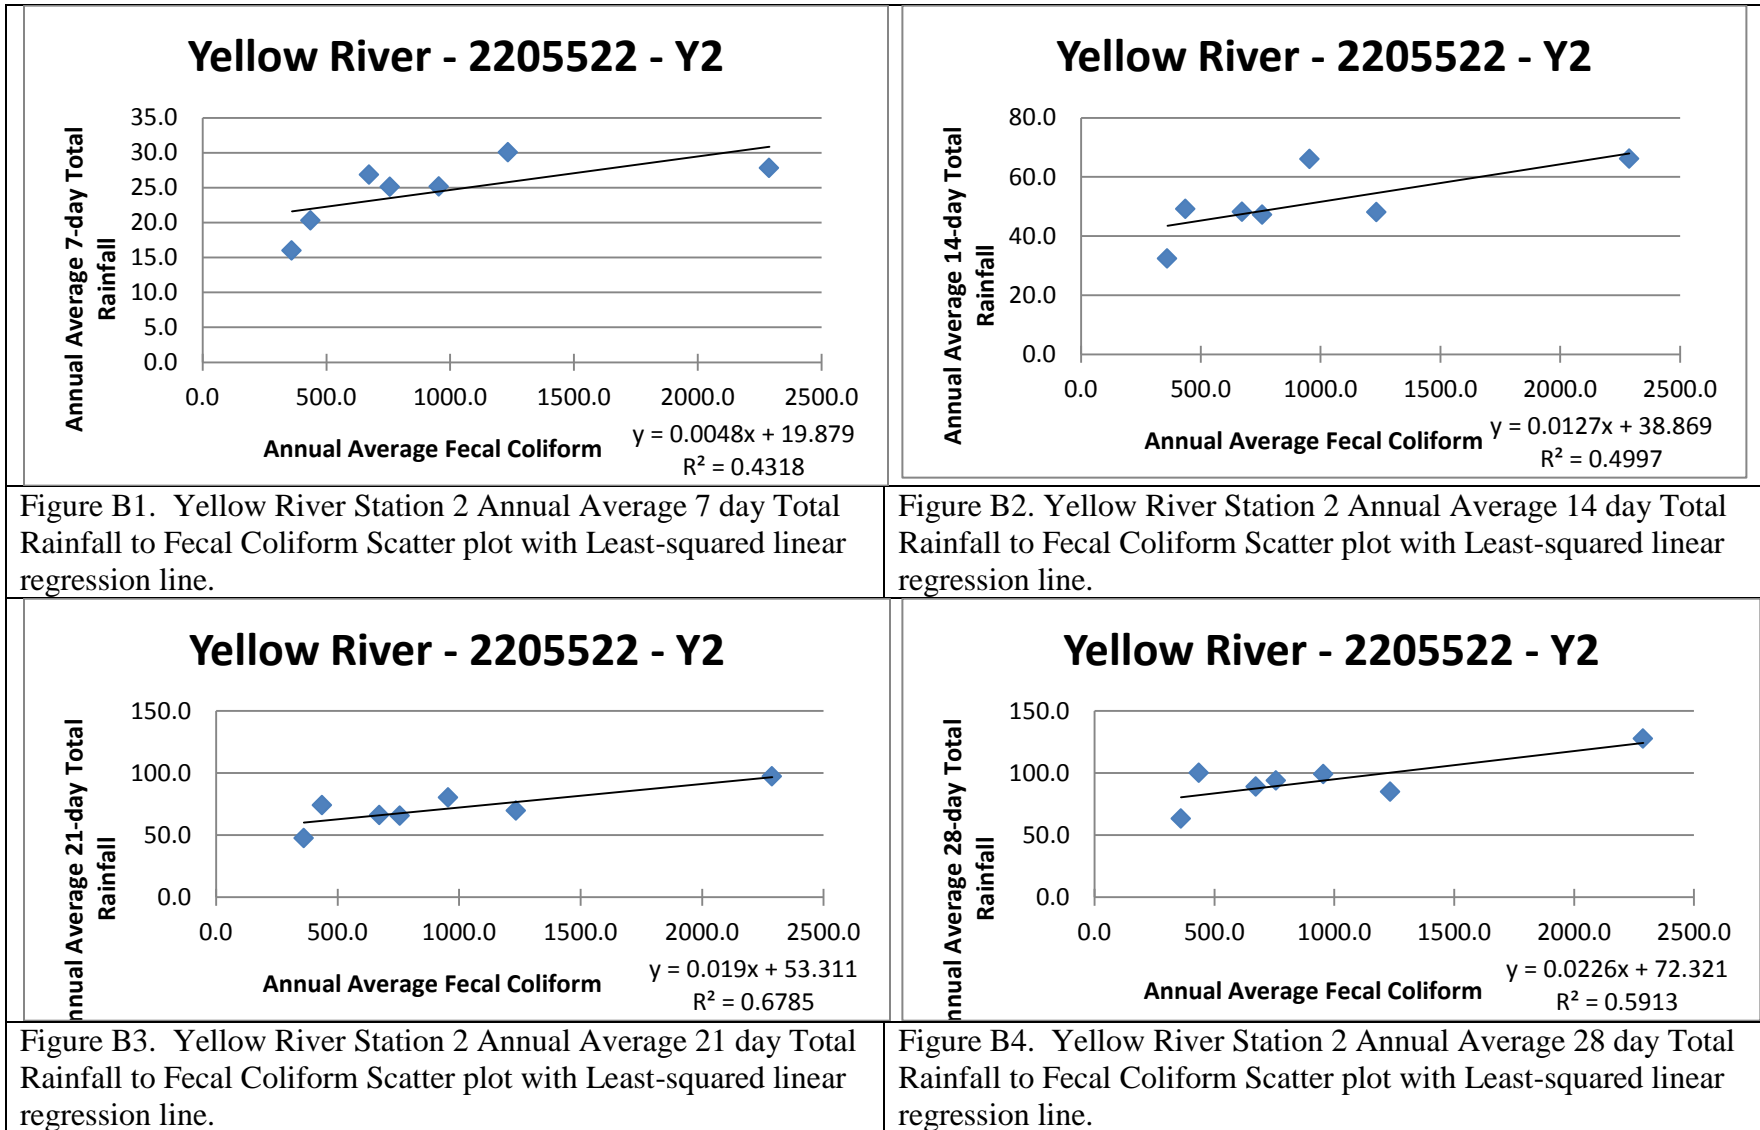 Yellow River - 2205522 - Y2
Annual Average 7-day Total
Rainfall
35.0
30.0
25.0
20.0
15.0
10.0
5.0
0.0
0.0 500.0 1000.0 1500.0 2000.0 2500.0
Annual Average Fecal Coliform
y = 0.0048x + 19.879
R² = 0.4318
Figure B1. Yellow River Station 2 Annual Average 7 day Total
Rainfall to Fecal Coliform Scatter plot with Least-squared linear
regression line.
Yellow River - 2205522 - Y2
Annual Average 14-day Total
Rainfall
80.0
60.0
40.0
20.0
0.0
0.0 500.0 1000.0 1500.0 2000.0 2500.0
Annual Average Fecal Coliform
y = 0.0127x + 38.869
R² = 0.4997
Figure B2. Yellow River Station 2 Annual Average 14 day Total
Rainfall to Fecal Coliform Scatter plot with Least-squared linear
regression line.
Yellow River - 2205522 - Y2
nnual Average 21-day Total
Rainfall
150.0
100.0
50.0
0.0
0.0 500.0 1000.0 1500.0 2000.0 2500.0
Annual Average Fecal Coliform
y = 0.019x + 53.311
R² = 0.6785
Figure B3. Yellow River Station 2 Annual Average 21 day Total
Rainfall to Fecal Coliform Scatter plot with Least-squared linear
regression line.
Yellow River - 2205522 - Y2
nnual Average 28-day Total
Rainfall
150.0
100.0
50.0
0.0
0.0 500.0 1000.0 1500.0 2000.0 2500.0
Annual Average Fecal Coliform
y = 0.0226x + 72.321
R² = 0.5913
Figure B4. Yellow River Station 2 Annual Average 28 day Total
Rainfall to Fecal Coliform Scatter plot with Least-squared linear
regression line.